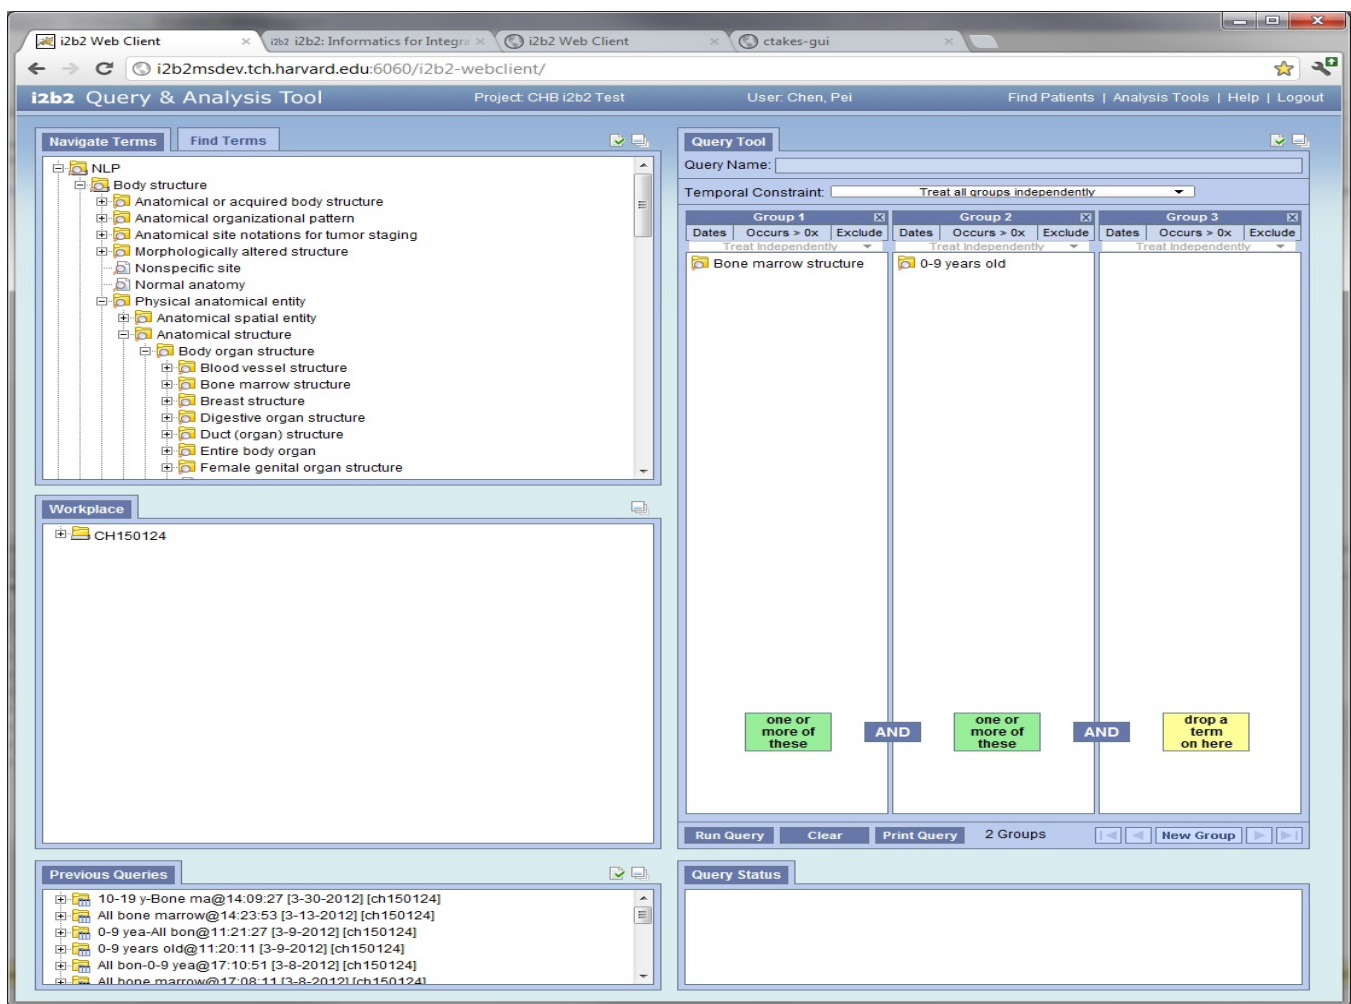 i2b2 Web Client
i2b2 i2b2: Informatics for Integra
i2b2 Web Client
ctakes-gui
i2b2msdev.tch.harvard.edu:6060/i2b2-webclient/
i2b2 Query & Analysis Tool Project: CHB i2b2 Test User: Chen, Pei Find Patients | Analysis Tools | Help | Logout
Navigate Terms Find Terms
NLP
Body structure
Anatomical or acquired body structure
Anatomical organizational pattern
Anatomical site notations for tumor staging
Morphologically altered structure
Nonspecific site
Normal anatomy
Physical anatomical entity
Anatomical spatial entity
Anatomical structure
Body organ structure
Blood vessel structure
Bone marrow structure
Breast structure
Digestive organ structure
Duct (organ) structure
Entire body organ
Female genital organ structure
Workplace
CH150124
Previous Queries
10-19 y-Bone ma@14:09:27 [3-30-2012] [ch150124]
All bone marrow@14:23:53 [3-13-2012] [ch150124]
0-9 yea-All bon@11:21:27 [3-9-2012] [ch150124]
0-9 years old@11:20:11 [3-9-2012] [ch150124]
All bon-0-9 yea@17:10:51 [3-8-2012] [ch150124]
All bone marrow@17:08:11 [3-8-2012] [ch150124]
Query Tool
Query Name:
Temporal Constraint: Treat all groups independently
Group 1 Group 2 Group 3
Dates Occurs > 0x Exclude Dates Occurs > 0x Exclude Dates Occurs > 0x Exclude
Treat Independently Treat Independently Treat Independently
Bone marrow structure 0-9 years old
one or
more of
these
AND
one or
more of
these
AND
drop a
term
on here
Run Query Clear Print Query 2 Groups New Group
Query Status